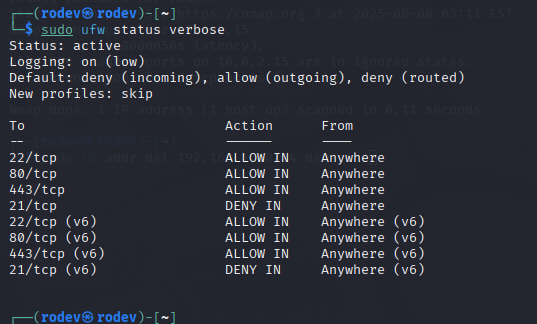 (rodev㉿rodev)-[~]
$ sudo ufw status verbose
Status: active
Logging: on (low)
Default: deny (incoming), allow (outgoing), deny (routed)
New profiles: skip
To Action From
-- ------ ----
22/tcp ALLOW IN Anywhere
80/tcp ALLOW IN Anywhere
443/tcp ALLOW IN Anywhere
21/tcp DENY IN Anywhere
22/tcp (v6) ALLOW IN Anywhere (v6)
80/tcp (v6) ALLOW IN Anywhere (v6)
443/tcp (v6) ALLOW IN Anywhere (v6)
21/tcp (v6) DENY IN Anywhere (v6)
(rodev㉿rodev)-[~]